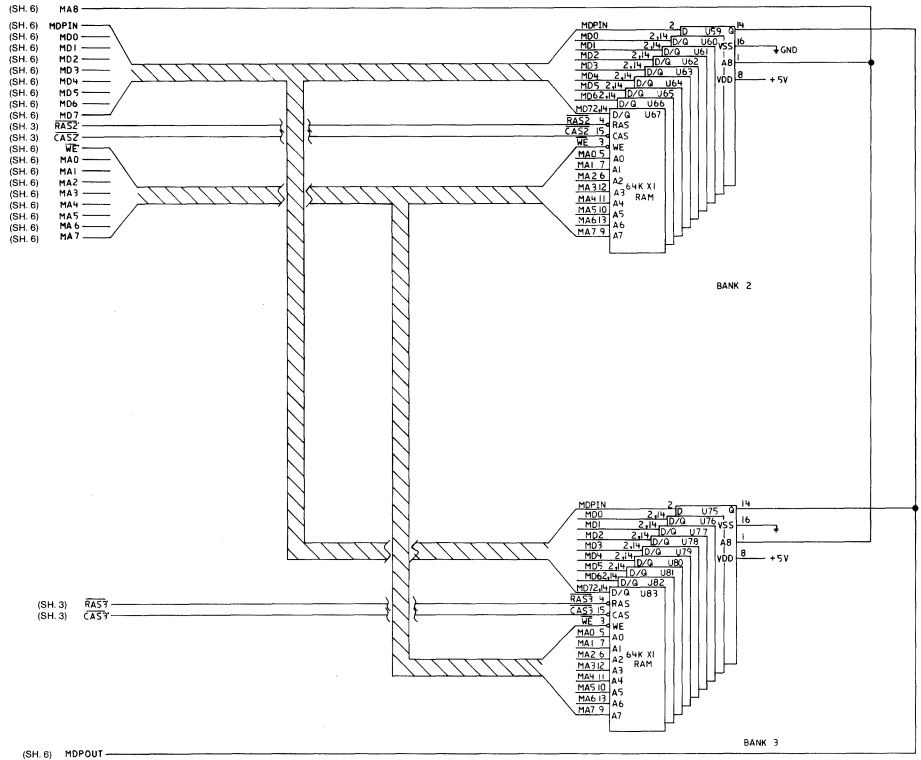 (SH. 6) MA8
(SH. 6) MDPIN
(SH. 6) MD0
(SH. 6) MD1
(SH. 6) MD2
(SH. 6) MD3
(SH. 6) MD4
(SH. 6) MD5
(SH. 6) MD6
(SH. 6) MD7
(SH. 3) RAS2
(SH. 3) CAS2
(SH. 6) WE
(SH. 6) MA0
(SH. 6) MA1
(SH. 6) MA2
(SH. 6) MA3
(SH. 6) MA4
(SH. 6) MA5
(SH. 6) MA6
(SH. 6) MA7
MDPIN 2 D U59 Q 14
MD0 2,14 D/Q U60 VSS 16 GND
MD1 2,14 D/Q U61
MD2 2,14 D/Q U62 A8 1
MD3 2,14 D/Q U63
MD4 2,14 D/Q U64 VDD 8 +5V
MD5 2,14 D/Q U65
MD6 2,14 D/Q U66
MD7 2,14 D/Q U67
RAS2 4 RAS
CAS2 15 CAS
WE 3 WE
MA0 5 A0
MA1 7 A1
MA2 6 A2
MA3 12 A3 64K X1
MA4 11 A4 RAM
MA5 10 A5
MA6 13 A6
MA7 9 A7
BANK 2
MDPIN 2 D U75 Q 14
MD0 2,14 D/Q U76 VSS 16
MD1 2,14 D/Q U77
MD2 2,14 D/Q U78 A8 1
MD3 2,14 D/Q U79
MD4 2,14 D/Q U80 VDD 8 +5V
MD5 2,14 D/Q U81
MD6 2,14 D/Q U82
MD7 2,14 D/Q U83
(SH. 3) RAS3
RAS3 4 RAS
(SH. 3) CAS3
CAS3 15 CAS
WE 3 WE
MA0 5 A0
MA1 7 A1
MA2 6 A2 64K X1
MA3 12 A3 RAM
MA4 11 A4
MA5 10 A5
MA6 13 A6
MA7 9 A7
BANK 3
(SH. 6) MDPOUT